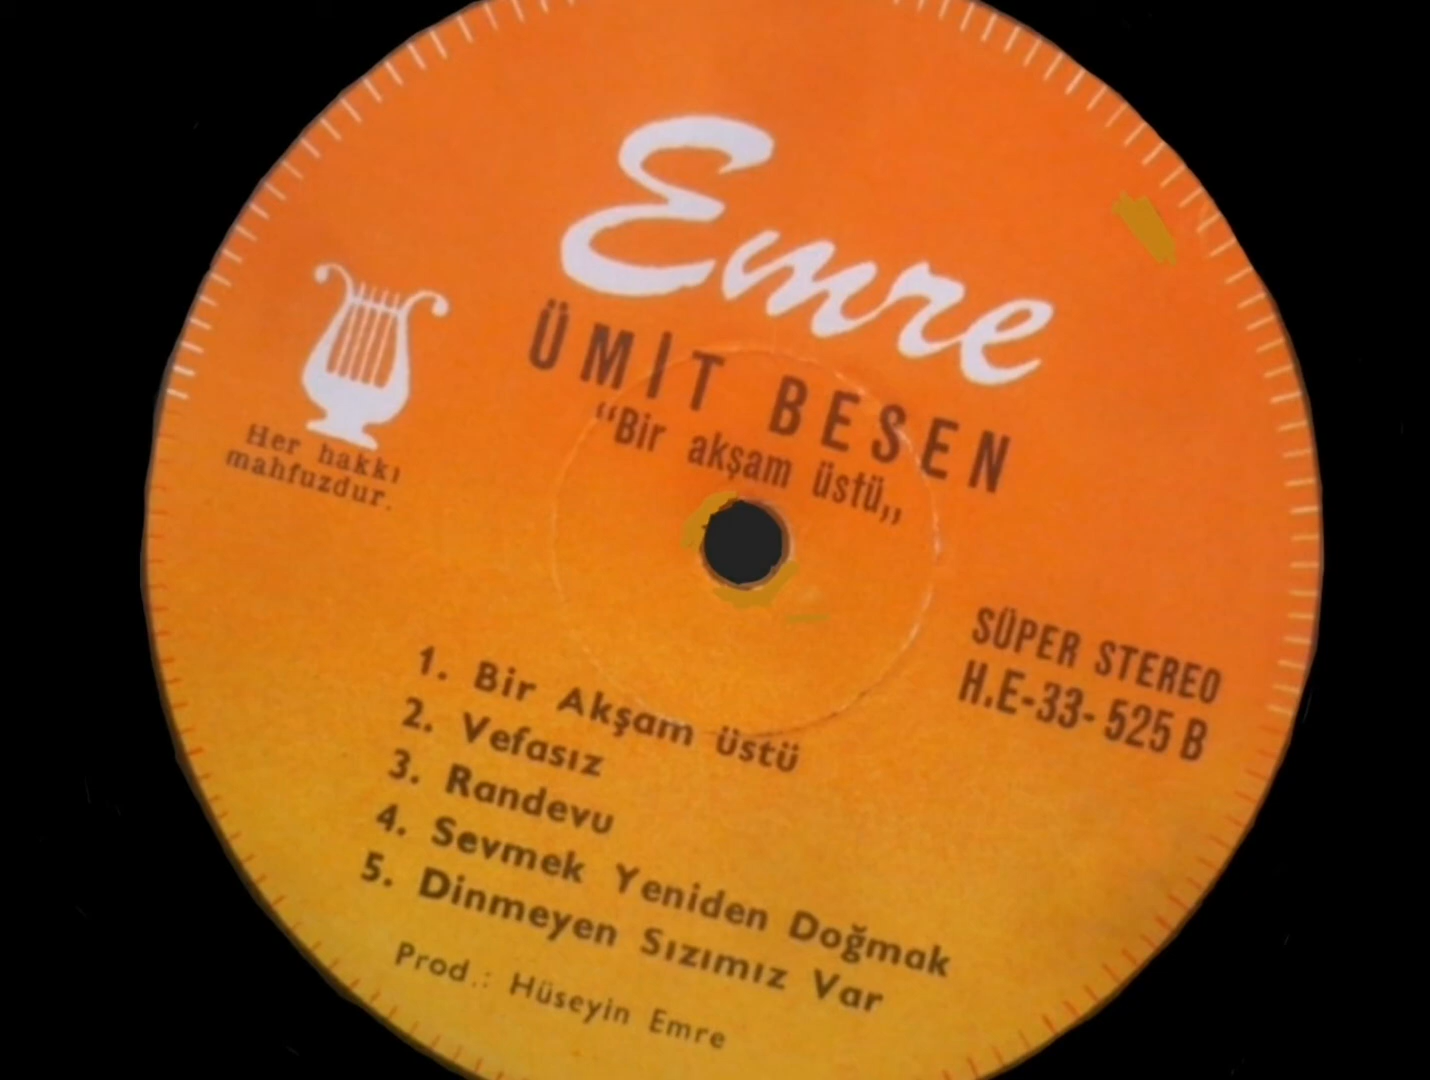 Emre
ÜMİT BESEN
“Bir akşam üstü„
Her hakkı
mahfuzdur.
SÜPER STEREO
H.E-33-525 B
1. Bir Akşam üstü
2. Vefasız
3. Randevu
4. Sevmek Yeniden Doğmak
5. Dinmeyen Sızımız Var
Prod.: Hüseyin Emre